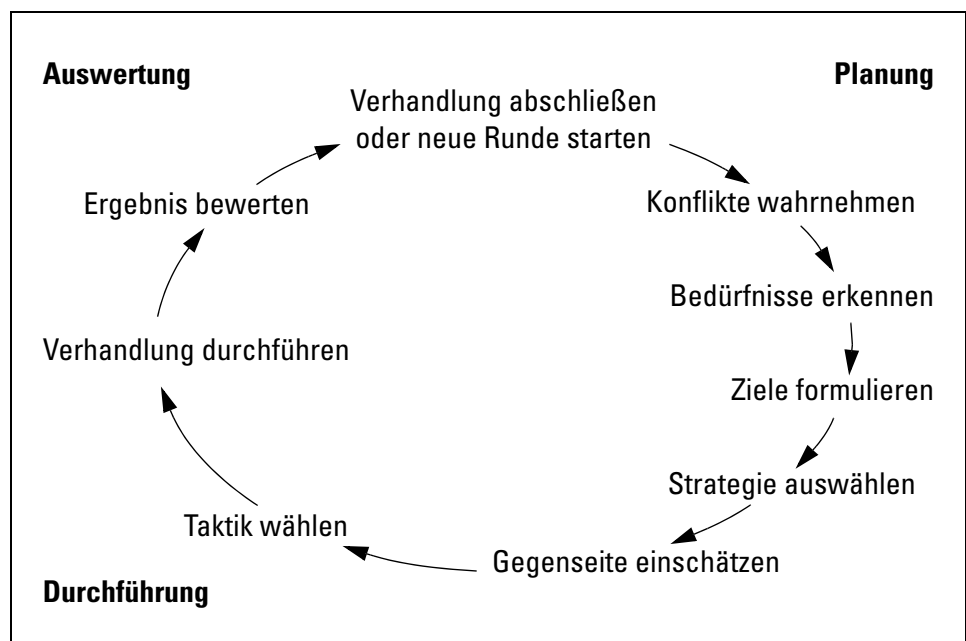 Auswertung
Planung
Verhandlung abschließen
oder neue Runde starten
Konflikte wahrnehmen
Bedürfnisse erkennen
Ziele formulieren
Strategie auswählen
Gegenseite einschätzen
Taktik wählen
Verhandlung durchführen
Ergebnis bewerten
Durchführung